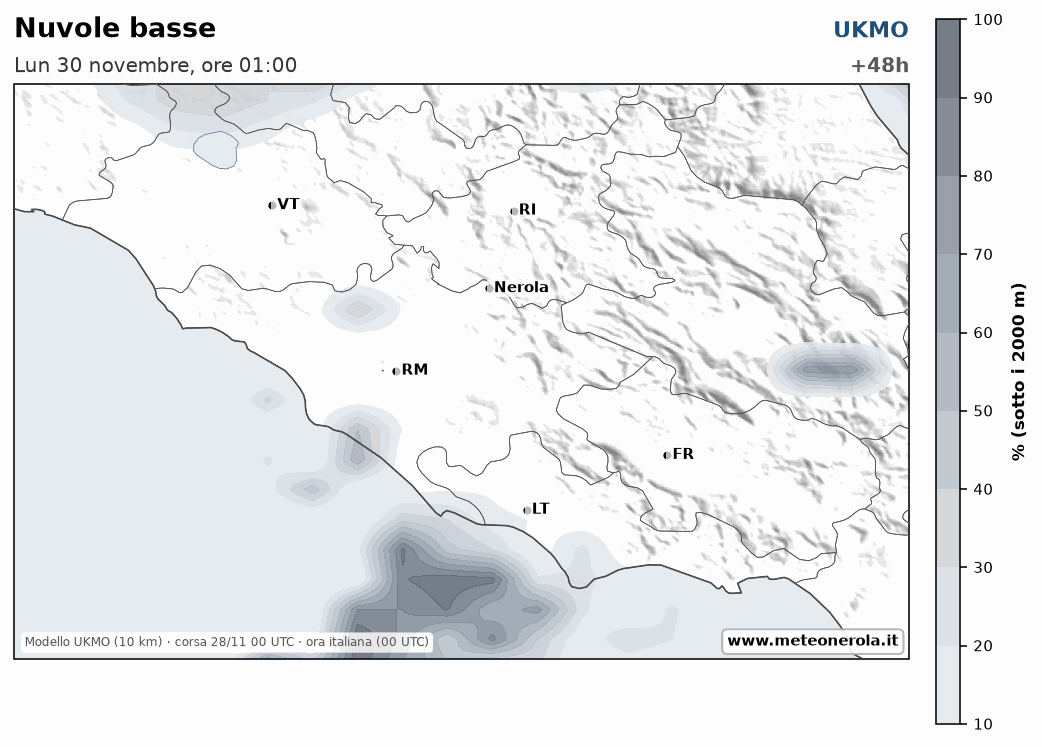 Nuvole basse
UKMO
Lun 30 novembre, ore 01:00
+48h
VT
RI
Nerola
RM
FR
LT
Modello UKMO (10 km) · corsa 28/11 00 UTC · ora italiana (00 UTC)
www.meteonerola.it
100
90
80
70
60
50
40
30
20
10
% (sotto i 2000 m)